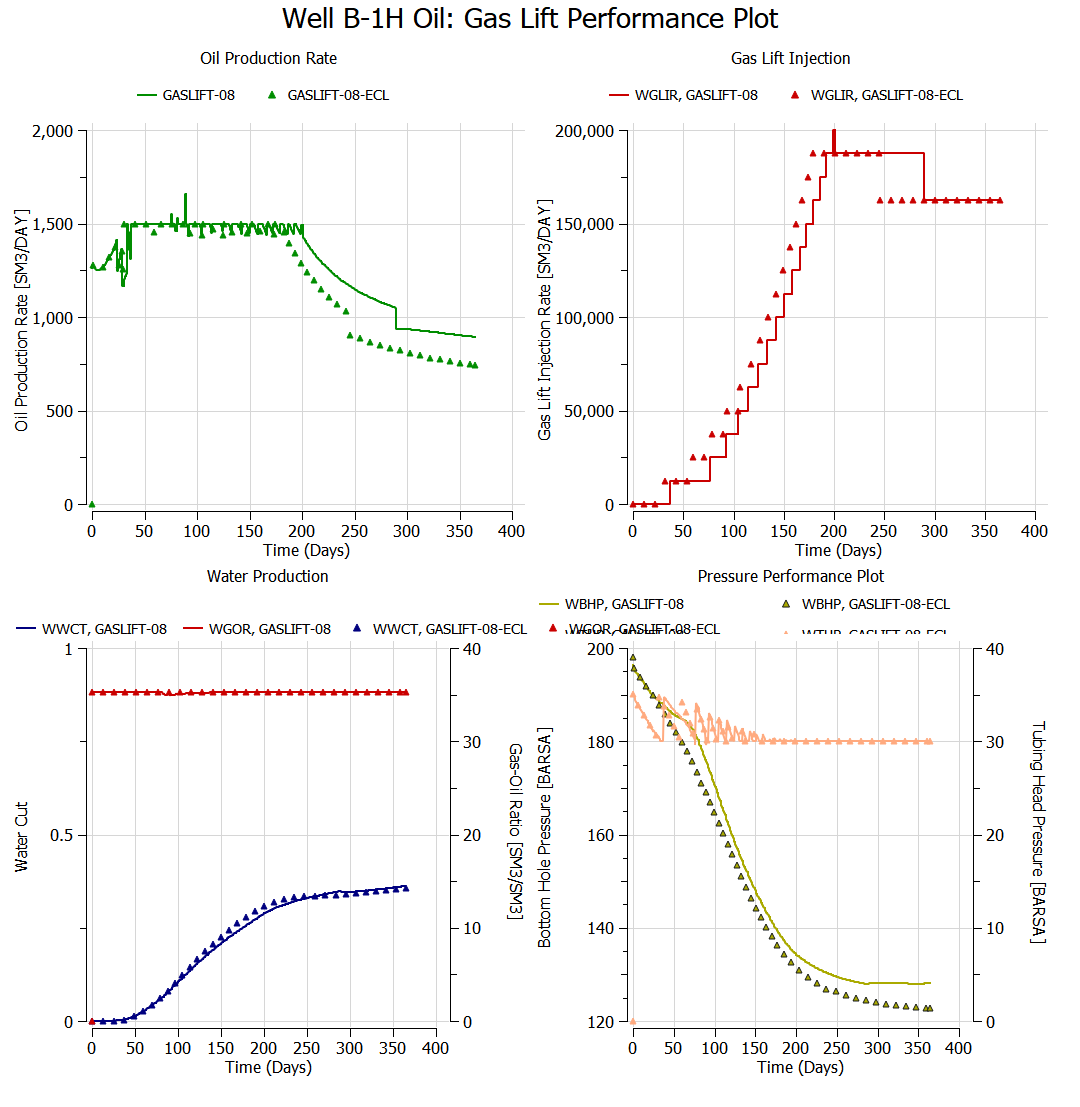 Well B-1H Oil: Gas Lift Performance Plot
Oil Production Rate
GASLIFT-08 GASLIFT-08-ECL
2,000
1,500
1,000
500
0
Oil Production Rate [SM3/DAY]
0 50 100 150 200 250 300 350 400
Time (Days)
Gas Lift Injection
WGLIR, GASLIFT-08 WGLIR, GASLIFT-08-ECL
200,000
150,000
100,000
50,000
0
Gas Lift Injection Rate [SM3/DAY]
0 50 100 150 200 250 300 350 400
Time (Days)
Water Production
WWCT, GASLIFT-08 WGOR, GASLIFT-08 WWCT, GASLIFT-08-ECL WGOR, GASLIFT-08-ECL
1
0.5
0
Water Cut
40
30
20
10
0
Gas-Oil Ratio [SM3/SM3]
0 50 100 150 200 250 300 350 400
Time (Days)
Pressure Performance Plot
WBHP, GASLIFT-08 WBHP, GASLIFT-08-ECL
200
180
160
140
120
Bottom Hole Pressure [BARSA]
40
30
20
10
0
Tubing Head Pressure [BARSA]
0 50 100 150 200 250 300 350 400
Time (Days)